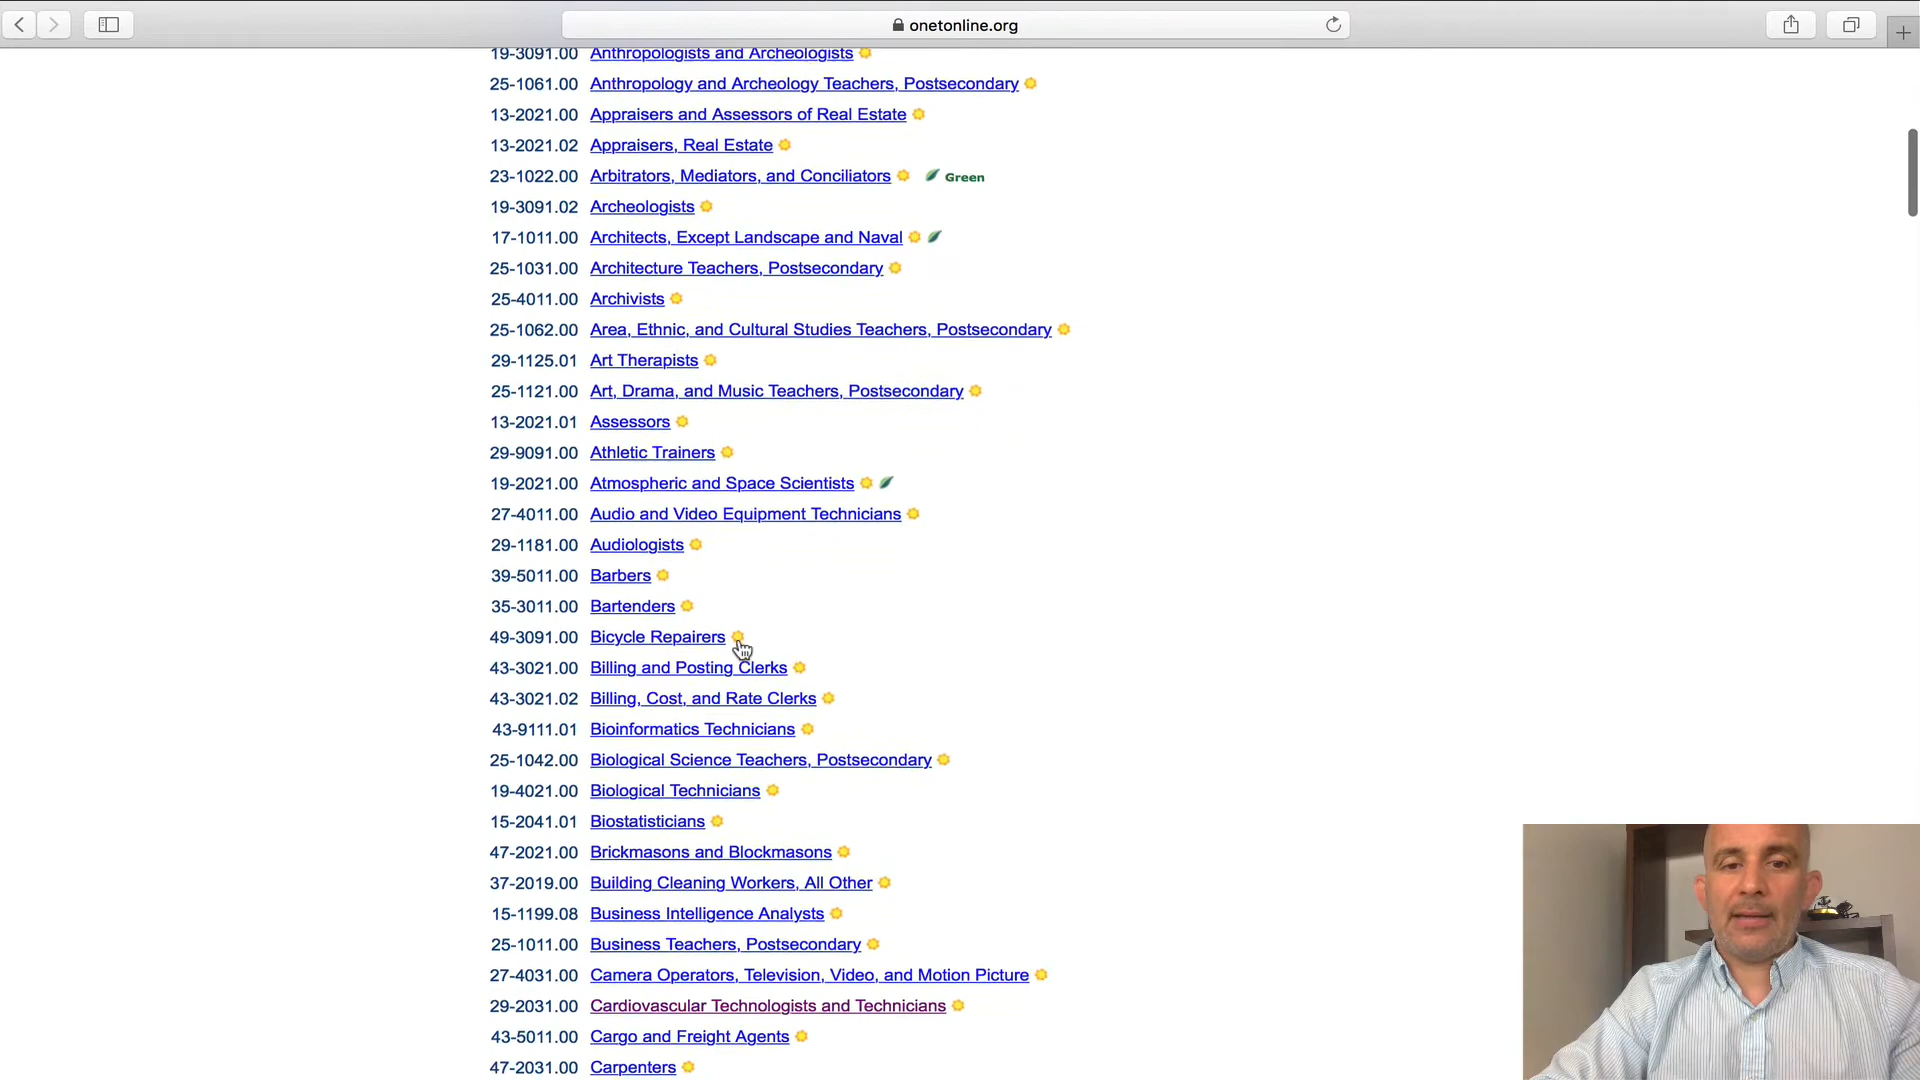 onetonline.org
19-3091.00 Anthropologists and Archeologists
25-1061.00 Anthropology and Archeology Teachers, Postsecondary
13-2021.00 Appraisers and Assessors of Real Estate
13-2021.02 Appraisers, Real Estate
23-1022.00 Arbitrators, Mediators, and Conciliators Green
19-3091.02 Archeologists
17-1011.00 Architects, Except Landscape and Naval
25-1031.00 Architecture Teachers, Postsecondary
25-4011.00 Archivists
25-1062.00 Area, Ethnic, and Cultural Studies Teachers, Postsecondary
29-1125.01 Art Therapists
25-1121.00 Art, Drama, and Music Teachers, Postsecondary
13-2021.01 Assessors
29-9091.00 Athletic Trainers
19-2021.00 Atmospheric and Space Scientists
27-4011.00 Audio and Video Equipment Technicians
29-1181.00 Audiologists
39-5011.00 Barbers
35-3011.00 Bartenders
49-3091.00 Bicycle Repairers
43-3021.00 Billing and Posting Clerks
43-3021.02 Billing, Cost, and Rate Clerks
43-9111.01 Bioinformatics Technicians
25-1042.00 Biological Science Teachers, Postsecondary
19-4021.00 Biological Technicians
15-2041.01 Biostatisticians
47-2021.00 Brickmasons and Blockmasons
37-2019.00 Building Cleaning Workers, All Other
15-1199.08 Business Intelligence Analysts
25-1011.00 Business Teachers, Postsecondary
27-4031.00 Camera Operators, Television, Video, and Motion Picture
29-2031.00 Cardiovascular Technologists and Technicians
43-5011.00 Cargo and Freight Agents
47-2031.00 Carpenters